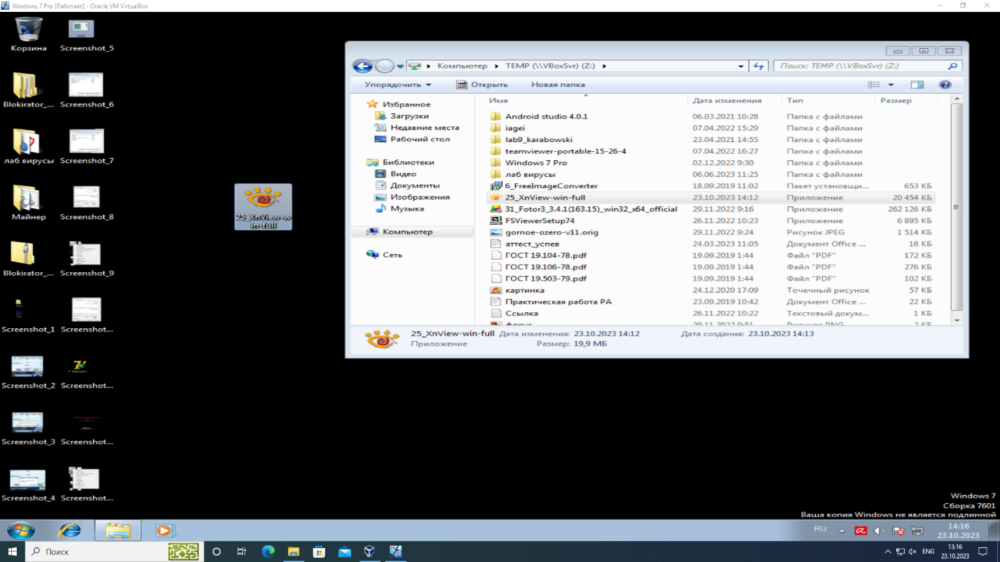 Windows 7 Pro [Работает] - Oracle VM VirtualBox
Корзина
Screenshot_5
Blokirator_...
Screenshot_6
лаб вирусы
Screenshot_7
Майнер
Screenshot_8
Blokirator_...
Screenshot_9
Screenshot_1
Screenshot...
Screenshot_2
Screenshot...
Screenshot_3
Screenshot...
Screenshot_4
Screenshot...
25_XnView-w
in-full
Компьютер
TEMP (\\VBoxSvr) (Z:)
Поиск: TEMP (\\VBoxSvr) (Z:)
Упорядочить
Открыть
Новая папка
Избранное
Загрузки
Недавние места
Рабочий стол
Библиотеки
Видео
Документы
Изображения
Музыка
Компьютер
Сеть
Имя Дата изменения Тип Размер
Android studio 4.0.1 06.03.2021 10:28 Папка с файлами
iagei 07.04.2022 15:29 Папка с файлами
lab9_karabowski 23.04.2021 14:55 Папка с файлами
teamviewer-portable-15-26-4 07.04.2022 16:27 Папка с файлами
Windows 7 Pro 02.12.2022 9:30 Папка с файлами
лаб вирусы 06.06.2023 11:25 Папка с файлами
6_FreeImageConverter 18.09.2019 11:02 Пакет установщи... 653 КБ
25_XnView-win-full 23.10.2023 14:12 Приложение 20 454 КБ
31_Fotor3_3.4.1(163.15)_win32_x64_official 29.11.2022 9:16 Приложение 262 126 КБ
FSViewerSetup74 26.11.2022 10:23 Приложение 6 895 КБ
gornoe-ozero-v11.orig 29.11.2022 9:24 Рисунок JPEG 1 514 КБ
аттест_успев 24.03.2023 11:05 Документ Office ... 16 КБ
ГОСТ 19.104-78.pdf 19.09.2019 1:44 Файл "PDF" 172 КБ
ГОСТ 19.106-78.pdf 19.09.2019 1:44 Файл "PDF" 276 КБ
ГОСТ 19.503-79.pdf 19.09.2019 1:44 Файл "PDF" 102 КБ
картинка 24.12.2020 17:09 Точечный рисунок 57 КБ
Практическая работа РА 23.09.2019 10:42 Документ Office ... 22 КБ
Ссылка 26.11.2022 10:22 Текстовый докум... 1 КБ
фокус 29.11.2022 9:51 Рисунок PNG 2 КБ
25_XnView-win-full Дата изменения: 23.10.2023 14:12 Дата создания: 23.10.2023 14:13
Приложение Размер: 19,9 МБ
Windows 7
Сборка 7601
Ваша копия Windows не является подлинной
RU
14:16
23.10.2023
Поиск
ENG
13:16
23.10.2023